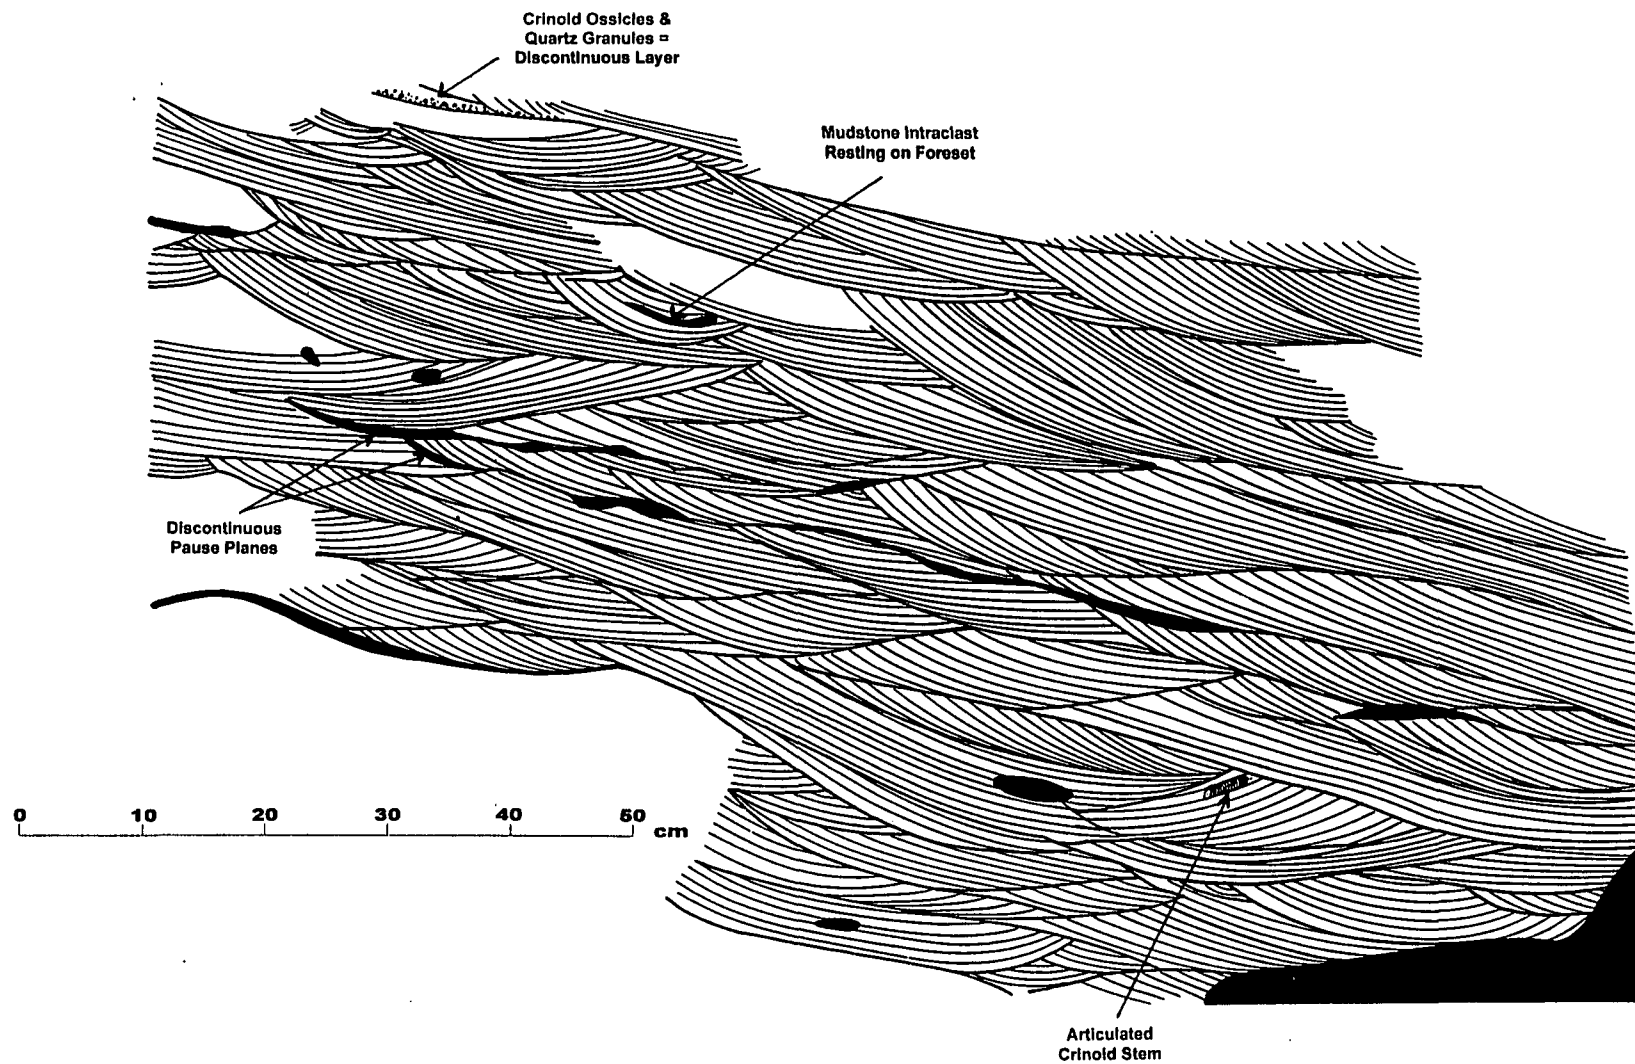 Crinoid Ossicles &
Quartz Granules =
Discontinuous Layer
Mudstone Intraclast
Resting on Foreset
Discontinuous
Pause Planes
0 10 20 30 40 50 cm
Articulated
Crinoid Stem